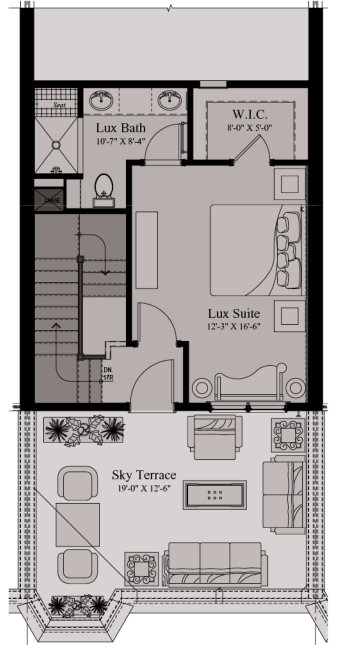 Seat
Lux Bath
10'-7" X 8'-4"
W.I.C.
8'-0" X 5'-0"
Lux Suite
12'-3" X 16'-6"
DN.
17R
Sky Terrace
19'-0" X 12'-6"